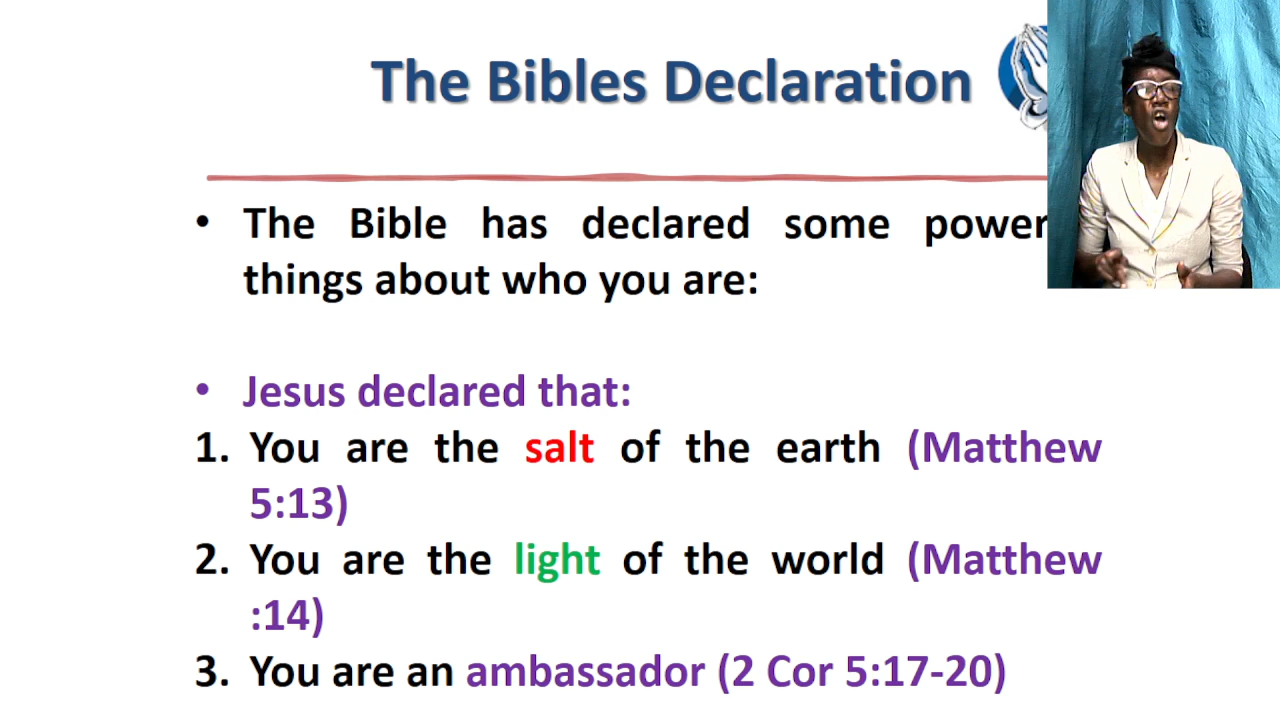 The Bibles Declaration
• The Bible has declared some power
things about who you are:
• Jesus declared that:
1. You are the salt of the earth (Matthew
5:13)
2. You are the light of the world (Matthew
:14)
3. You are an ambassador (2 Cor 5:17-20)